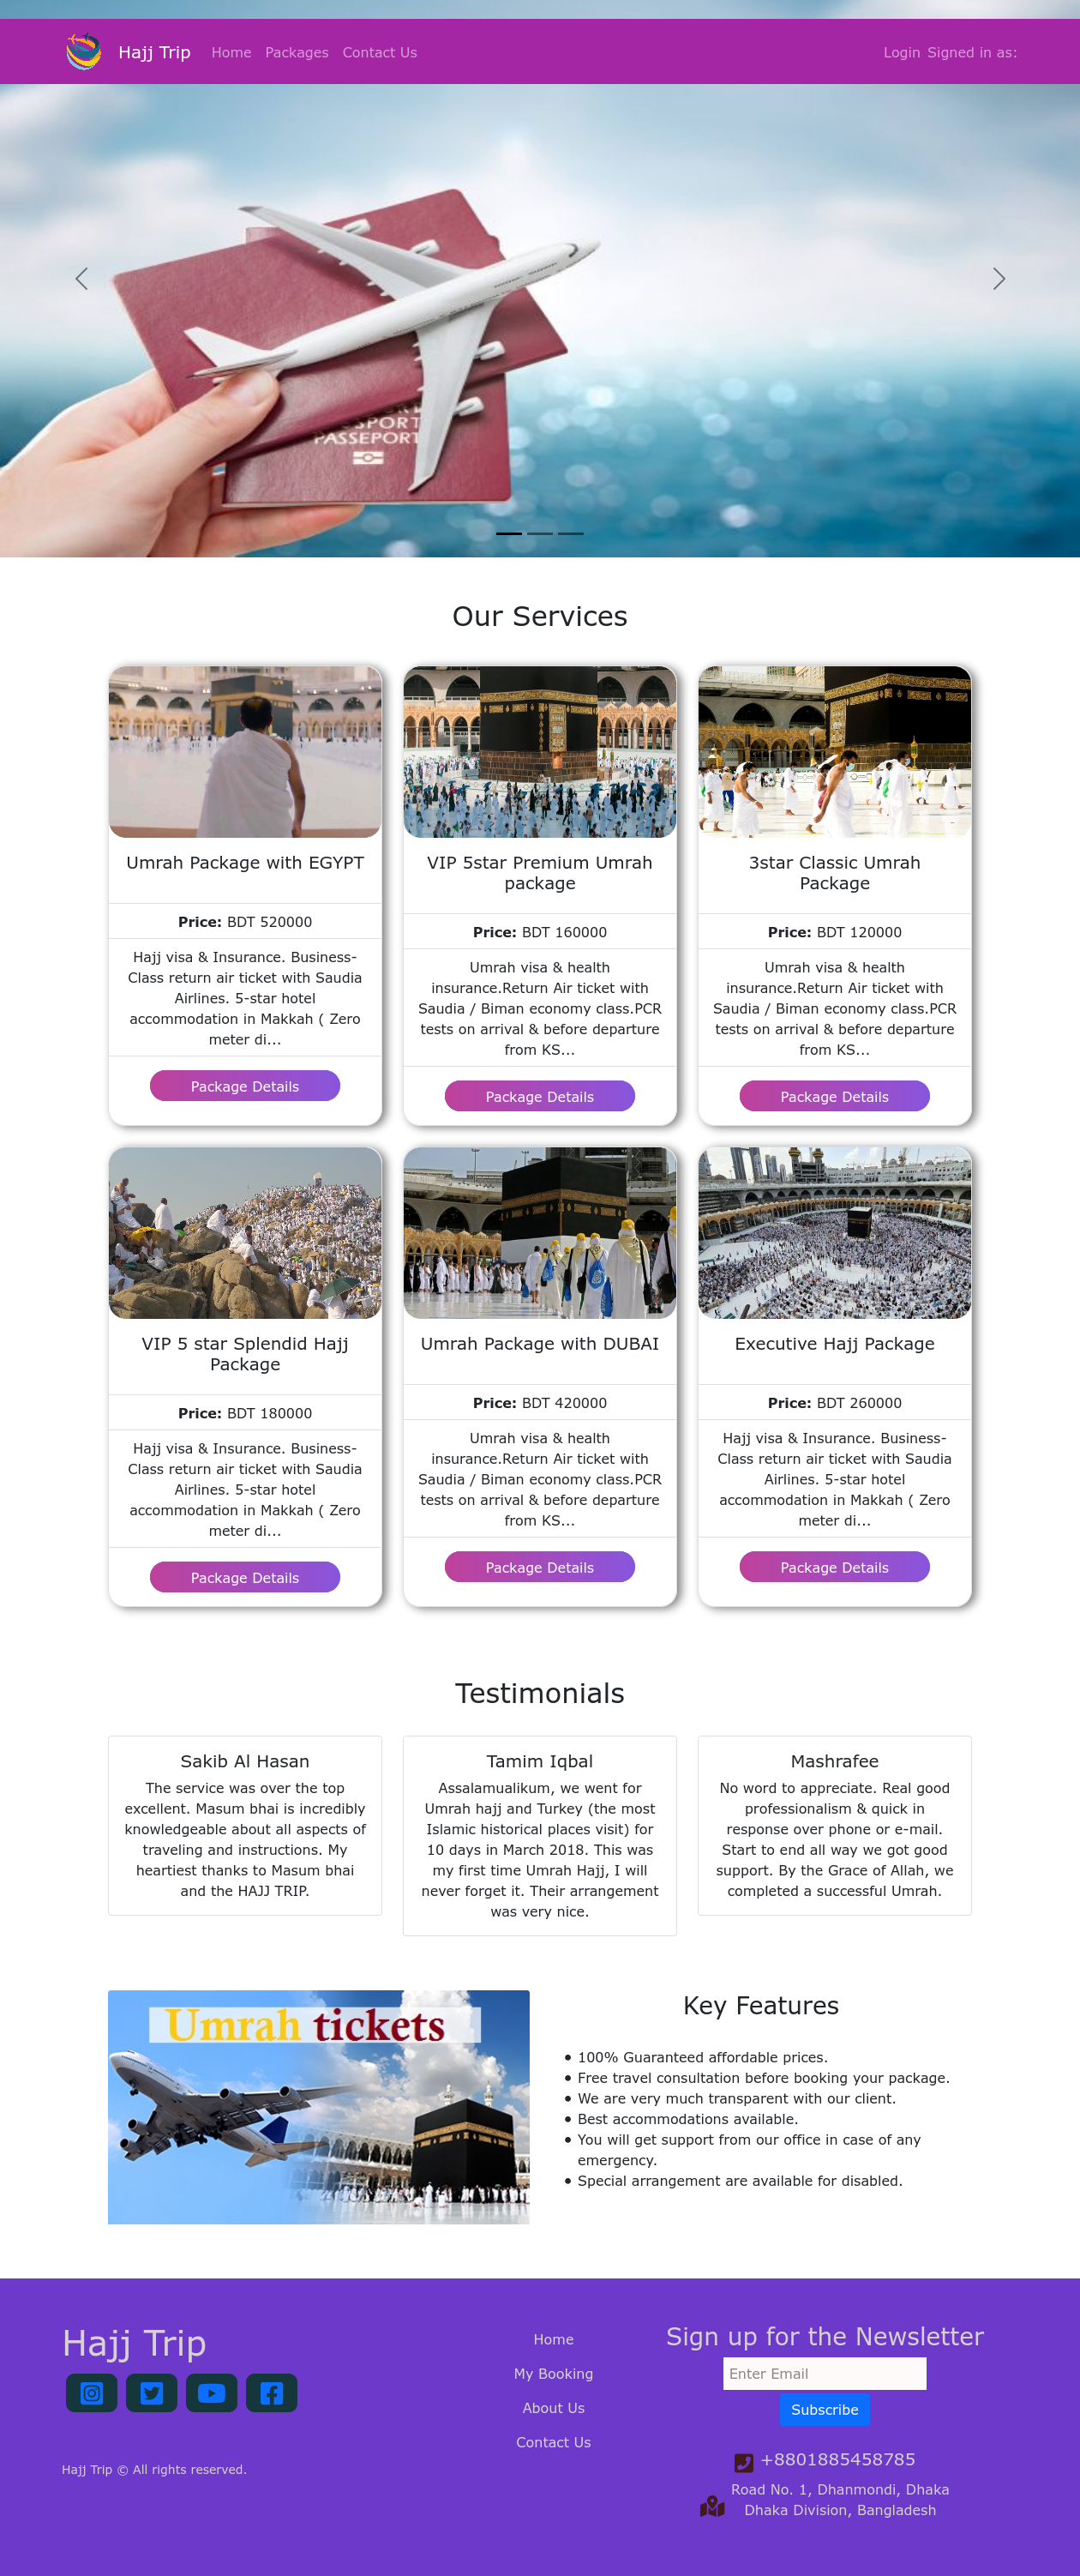 Hajj Trip Home Packages Contact Us Login Signed in as:
PASSPORT
PASSEPORT
Our Services
Umrah Package with EGYPT
Price: BDT 520000
Hajj visa & Insurance. Business-
Class return air ticket with Saudia
Airlines. 5-star hotel
accommodation in Makkah ( Zero
meter di...
Package Details
VIP 5star Premium Umrah
package
Price: BDT 160000
Umrah visa & health
insurance.Return Air ticket with
Saudia / Biman economy class.PCR
tests on arrival & before departure
from KS...
Package Details
3star Classic Umrah
Package
Price: BDT 120000
Umrah visa & health
insurance.Return Air ticket with
Saudia / Biman economy class.PCR
tests on arrival & before departure
from KS...
Package Details
VIP 5 star Splendid Hajj
Package
Price: BDT 180000
Hajj visa & Insurance. Business-
Class return air ticket with Saudia
Airlines. 5-star hotel
accommodation in Makkah ( Zero
meter di...
Package Details
Umrah Package with DUBAI
Price: BDT 420000
Umrah visa & health
insurance.Return Air ticket with
Saudia / Biman economy class.PCR
tests on arrival & before departure
from KS...
Package Details
Executive Hajj Package
Price: BDT 260000
Hajj visa & Insurance. Business-
Class return air ticket with Saudia
Airlines. 5-star hotel
accommodation in Makkah ( Zero
meter di...
Package Details
Testimonials
Sakib Al Hasan
The service was over the top
excellent. Masum bhai is incredibly
knowledgeable about all aspects of
traveling and instructions. My
heartiest thanks to Masum bhai
and the HAJJ TRIP.
Tamim Iqbal
Assalamualikum, we went for
Umrah hajj and Turkey (the most
Islamic historical places visit) for
10 days in March 2018. This was
my first time Umrah Hajj, I will
never forget it. Their arrangement
was very nice.
Mashrafee
No word to appreciate. Real good
professionalism & quick in
response over phone or e-mail.
Start to end all way we got good
support. By the Grace of Allah, we
completed a successful Umrah.
Umrah tickets
Key Features
• 100% Guaranteed affordable prices.
• Free travel consultation before booking your package.
• We are very much transparent with our client.
• Best accommodations available.
• You will get support from our office in case of any
emergency.
• Special arrangement are available for disabled.
Hajj Trip
Hajj Trip © All rights reserved.
Home
My Booking
About Us
Contact Us
Sign up for the Newsletter
Enter Email
Subscribe
+8801885458785
Road No. 1, Dhanmondi, Dhaka
Dhaka Division, Bangladesh